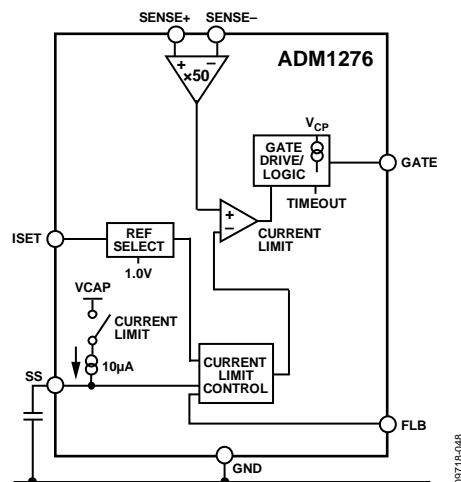 SENSE+ SENSE–
ADM1276
+ –
×50
VCP
GATE
DRIVE/
LOGIC
GATE
TIMEOUT
+
–
CURRENT
LIMIT
ISET
REF
SELECT
1.0V
VCAP
CURRENT
LIMIT
10µA
SS
CURRENT
LIMIT
CONTROL
FLB
GND
09718-048